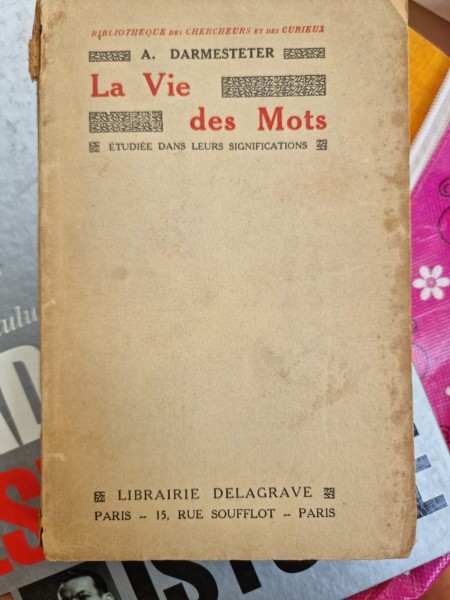 BIBLIOTHÈQUE DES CHERCHEURS ET DES CURIEUX
A. DARMESTETER
La Vie
des Mots
ÉTUDIÉE DANS LEURS SIGNIFICATIONS
LIBRAIRIE DELAGRAVE
PARIS -- 15, RUE SOUFFLOT -- PARIS